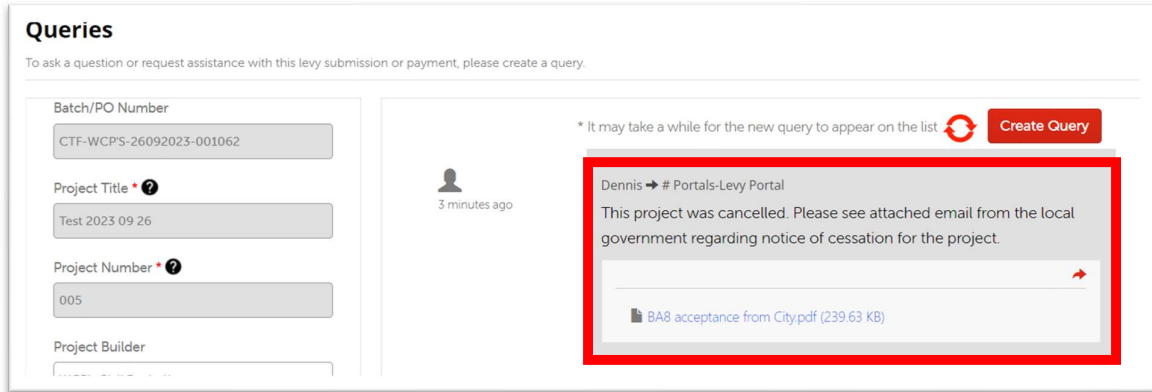 Queries
To ask a question or request assistance with this levy submission or payment, please create a query.
Batch/PO Number
CTF-WCP'S-26092023-001062
Project Title *
Test 2023 09 26
Project Number *
005
Project Builder
* It may take a while for the new query to appear on the list
Create Query
3 minutes ago
Dennis → # Portals-Levy Portal
This project was cancelled. Please see attached email from the local
government regarding notice of cessation for the project.
BA8 acceptance from City.pdf (239.63 KB)